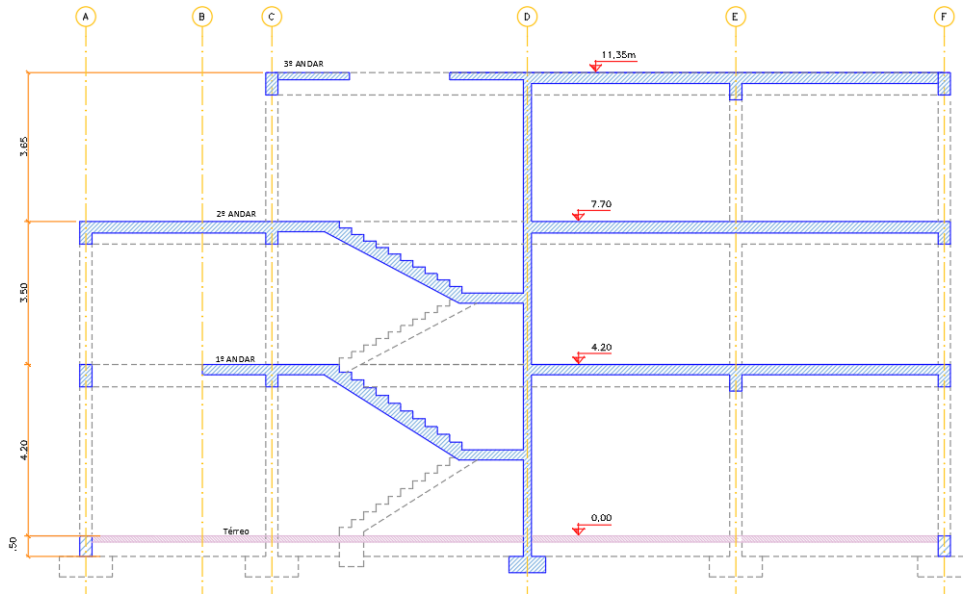 A B C D E F
3º ANDAR
11,35m
3.65
2º ANDAR
7.70
3.50
1º ANDAR
4.20
4.20
Térreo
0,00
.50